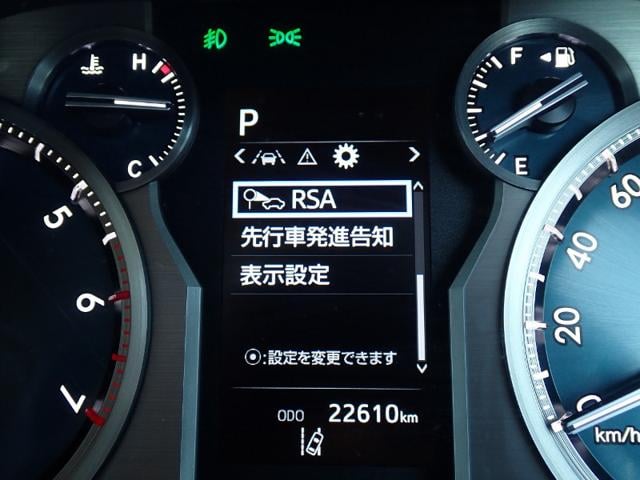 H
C
F
E
P
RSA
先行車発進告知
表示設定
:設定を変更できます
ODO 22610km
5
6
7
60
40
20
0
km/h